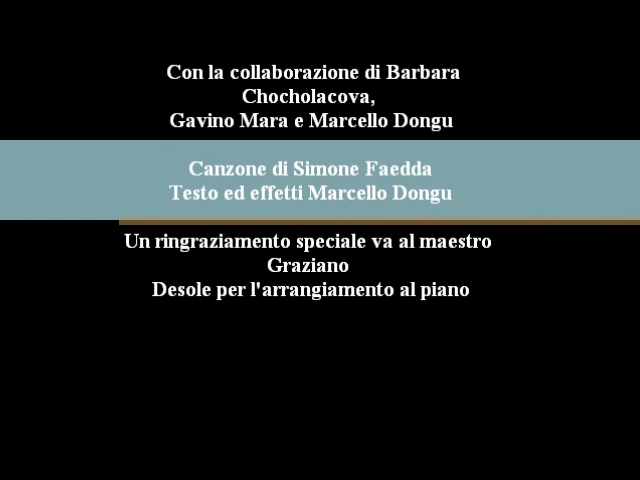 Con la collaborazione di Barbara
Chocholacova,
Gavino Mara e Marcello Dongu
Canzone di Simone Faedda
Testo ed effetti Marcello Dongu
Un ringraziamento speciale va al maestro
Graziano
Desole per l'arrangiamento al piano